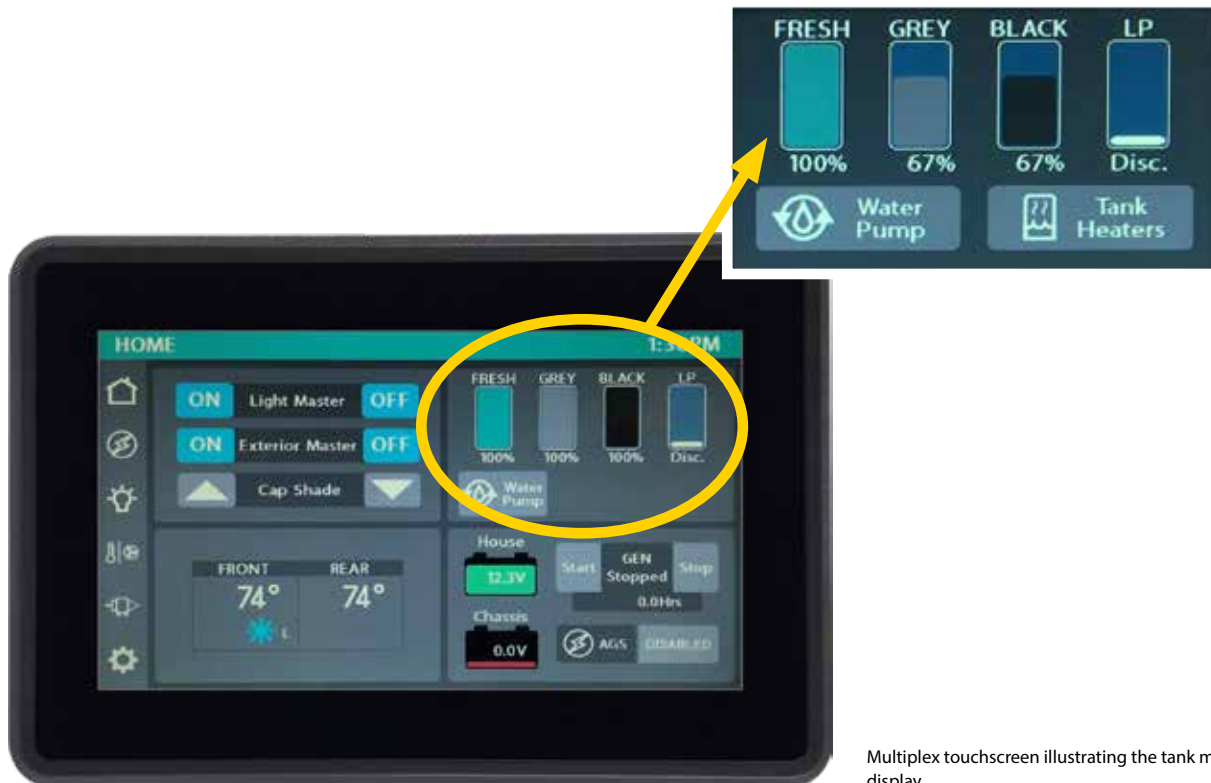 FRESH GREY BLACK LP
100% 67% 67% Disc.
Water Pump
Tank Heaters
HOME
FRESH GREY BLACK LP
100% 100% 100% Disc.
ON Light Master OFF
ON Exterior Master OFF
Cap Shade
Water Pump
FRONT REAR
74° 74°
L
House
12.3V
Start GEN Stopped Stop
0.0Hrs
Chassis
0.0V
AGS DISABLED
Multiplex touchscreen illustrating the tank
display